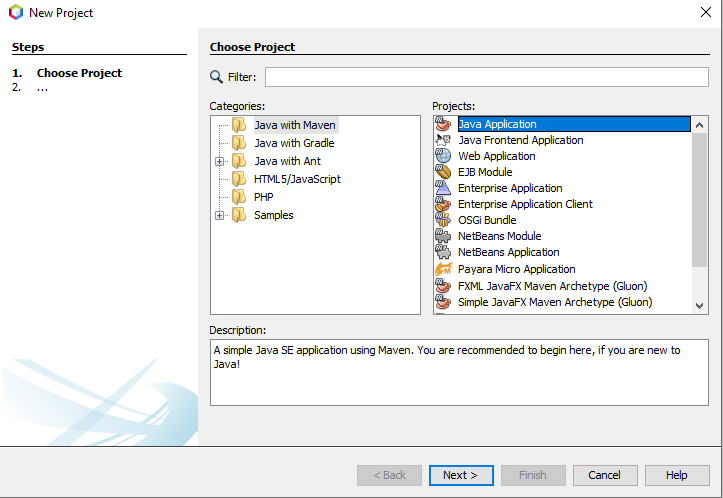 New Project
Steps
1. Choose Project
2. ...
Choose Project
Filter:
Categories:
Java with Maven
Java with Gradle
Java with Ant
HTML5/JavaScript
PHP
Samples
Projects:
Java Application
Java Frontend Application
Web Application
EJB Module
Enterprise Application
Enterprise Application Client
OSGi Bundle
NetBeans Module
NetBeans Application
Payara Micro Application
FXML JavaFX Maven Archetype (Gluon)
Simple JavaFX Maven Archetype (Gluon)
Description:
A simple Java SE application using Maven. You are recommended to begin here, if you are new to
Java!
< Back
Next >
Finish
Cancel
Help